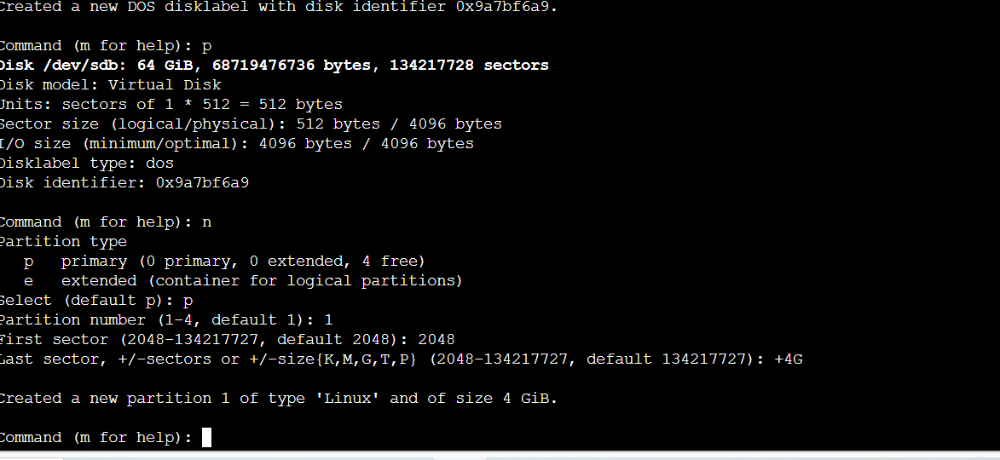 Created a new DOS disklabel with disk identifier 0x9a7bf6a9.
Command (m for help): p
Disk /dev/sdb: 64 GiB, 68719476736 bytes, 134217728 sectors
Disk model: Virtual Disk
Units: sectors of 1 * 512 = 512 bytes
Sector size (logical/physical): 512 bytes / 4096 bytes
I/O size (minimum/optimal): 4096 bytes / 4096 bytes
Disklabel type: dos
Disk identifier: 0x9a7bf6a9
Command (m for help): n
Partition type
p   primary (0 primary, 0 extended, 4 free)
e   extended (container for logical partitions)
Select (default p): p
Partition number (1-4, default 1): 1
First sector (2048-134217727, default 2048): 2048
Last sector, +/-sectors or +/-size{K,M,G,T,P} (2048-134217727, default 134217727): +4G
Created a new partition 1 of type 'Linux' and of size 4 GiB.
Command (m for help):